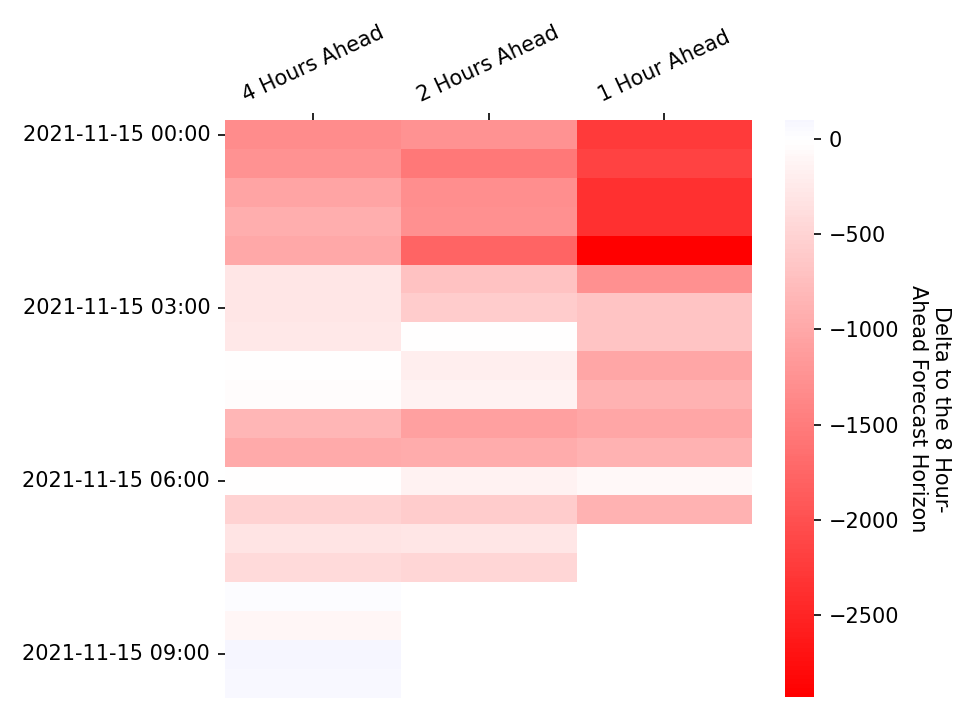 4 Hours Ahead
2 Hours Ahead
1 Hour Ahead
2021-11-15 00:00
2021-11-15 03:00
2021-11-15 06:00
2021-11-15 09:00
0
−500
−1000
−1500
−2000
−2500
Delta to the 8 Hour-
Ahead Forecast Horizon